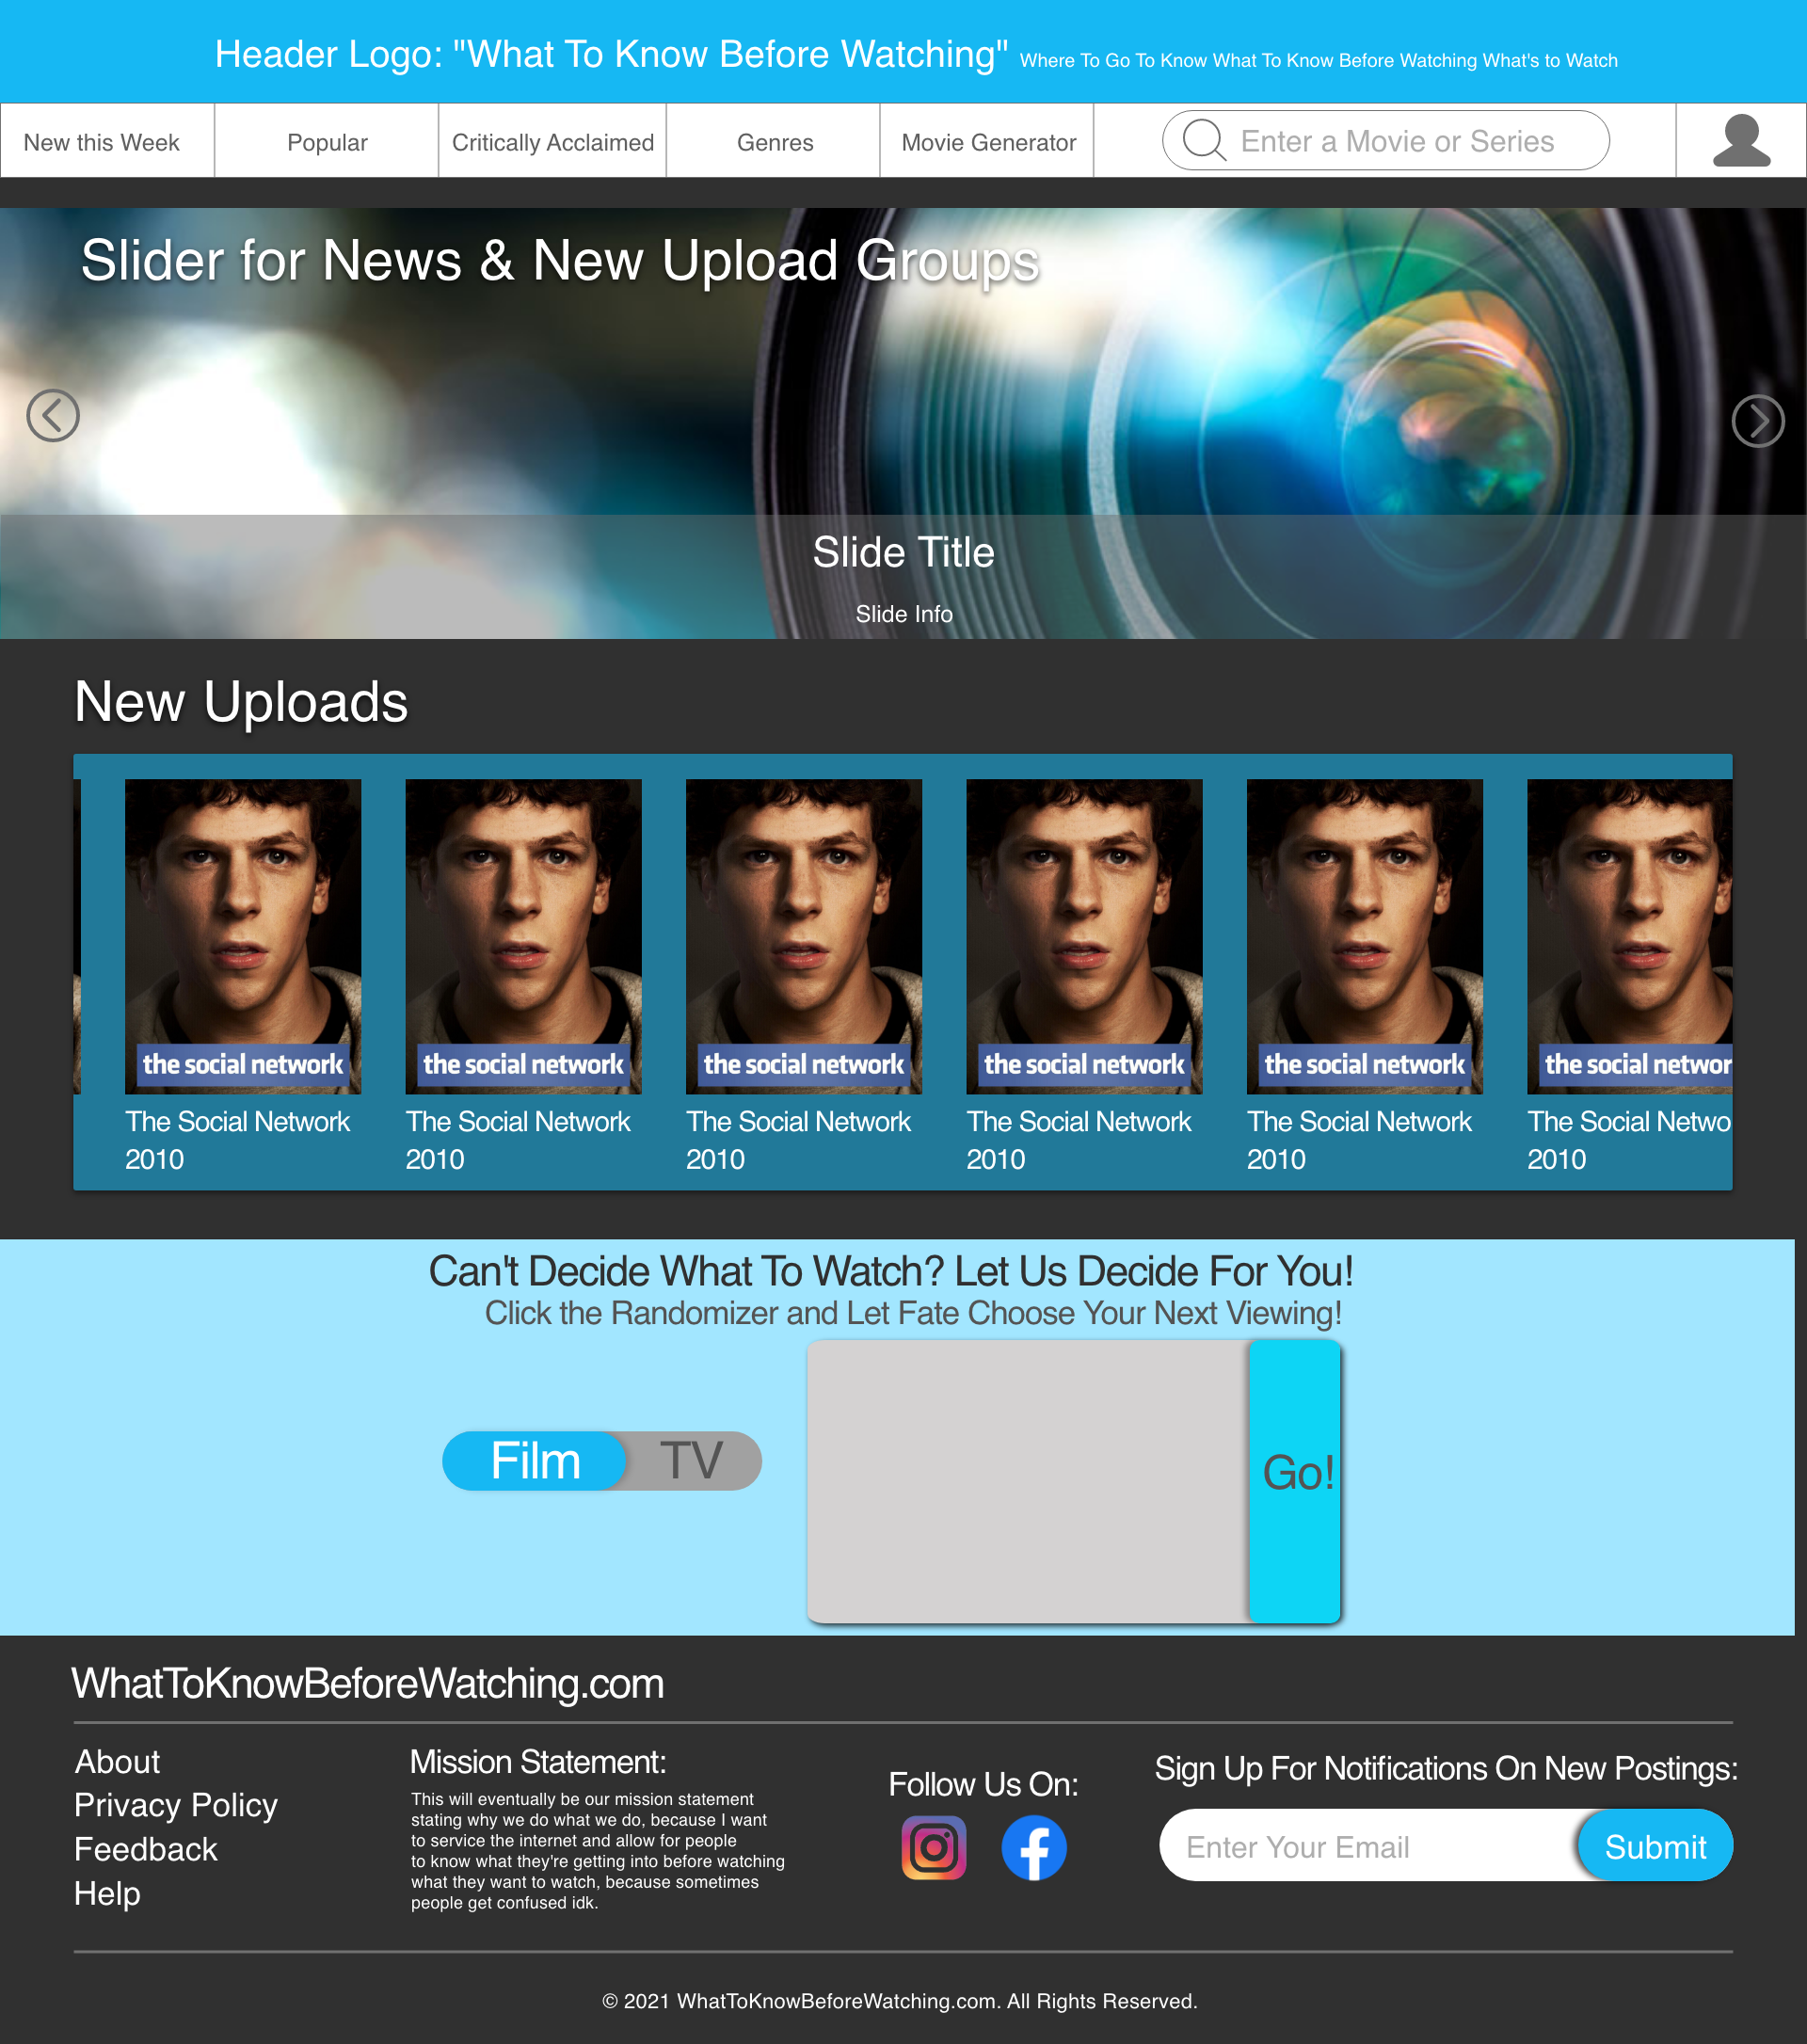 Header Logo: "What To Know Before Watching" Where To Go To Know What To Know Before Watching What's to Watch
New this Week
Popular
Critically Acclaimed
Genres
Movie Generator
Enter a Movie or Series
Slider for News & New Upload Groups
Slide Title
Slide Info
New Uploads
the social network
the social network
the social network
the social network
the social network
the social networ
The Social Network
2010
The Social Network
2010
The Social Network
2010
The Social Network
2010
The Social Network
2010
The Social Netwo
2010
Can't Decide What To Watch? Let Us Decide For You!
Click the Randomizer and Let Fate Choose Your Next Viewing!
Film
TV
Go!
WhatToKnowBeforeWatching.com
About
Privacy Policy
Feedback
Help
Mission Statement:
This will eventually be our mission statement
stating why we do what we do, because I want
to service the internet and allow for people
to know what they're getting into before watching
what they want to watch, because sometimes
people get confused idk.
Follow Us On:
Sign Up For Notifications On New Postings:
Enter Your Email
Submit
© 2021 WhatToKnowBeforeWatching.com. All Rights Reserved.